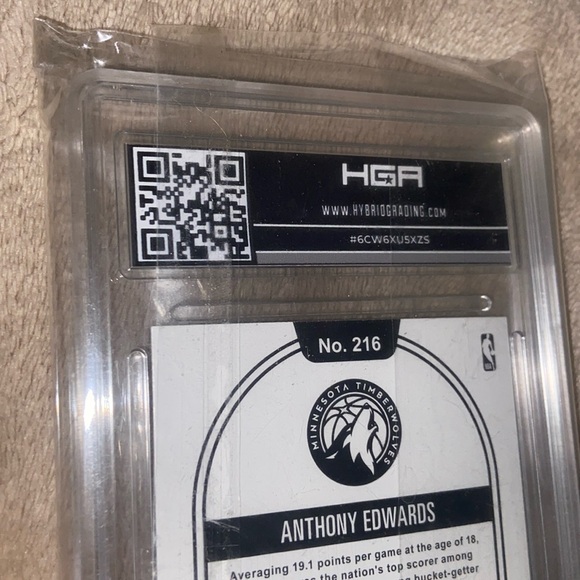 HGA
WWW.HYBRIDGRADING.COM
#6CW6XU5XZS
No. 216
MINNESOTA TIMBERWOLVES
ANTHONY EDWARDS
Averaging 19.1 points per game at the age of 18,
the nation's top scorer among
bucket-getter